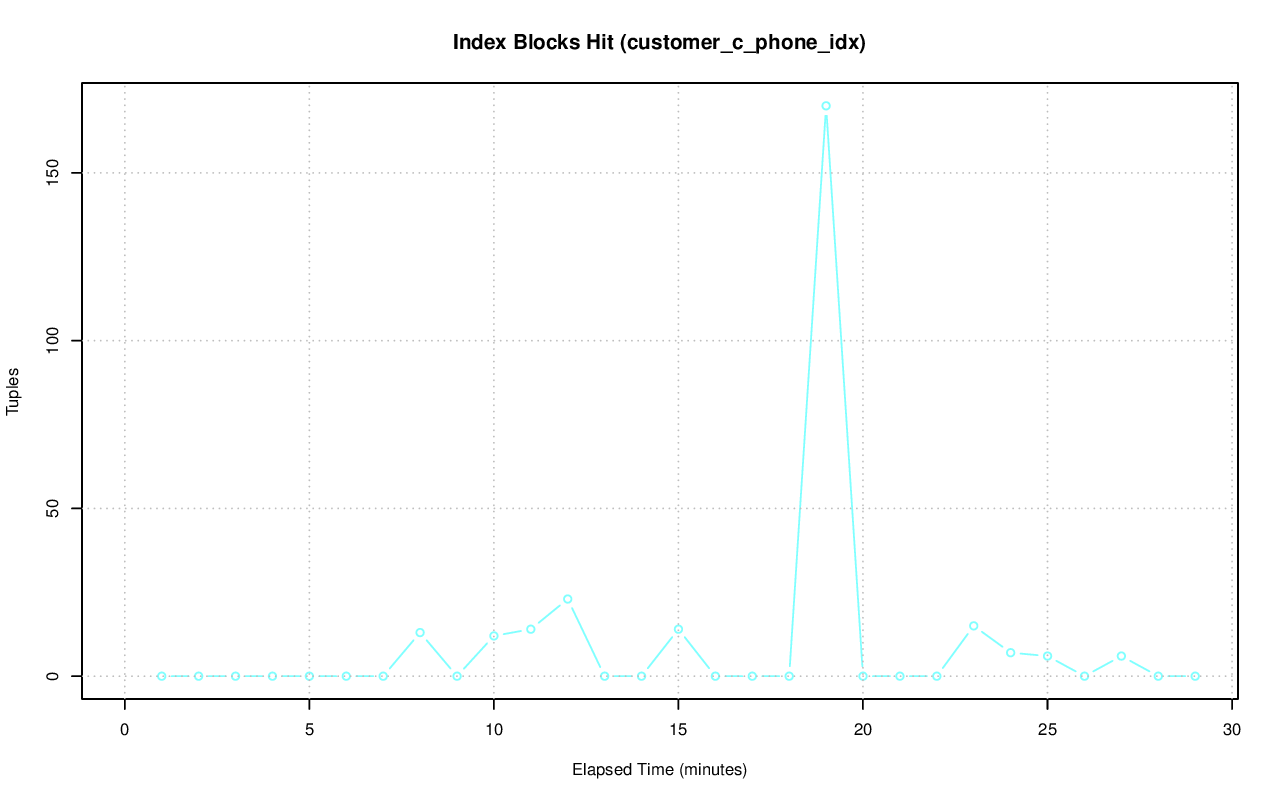 Index Blocks Hit (customer_c_phone_idx)
150
100
50
0
Tuples
0 5 10 15 20 25 30
Elapsed Time (minutes)